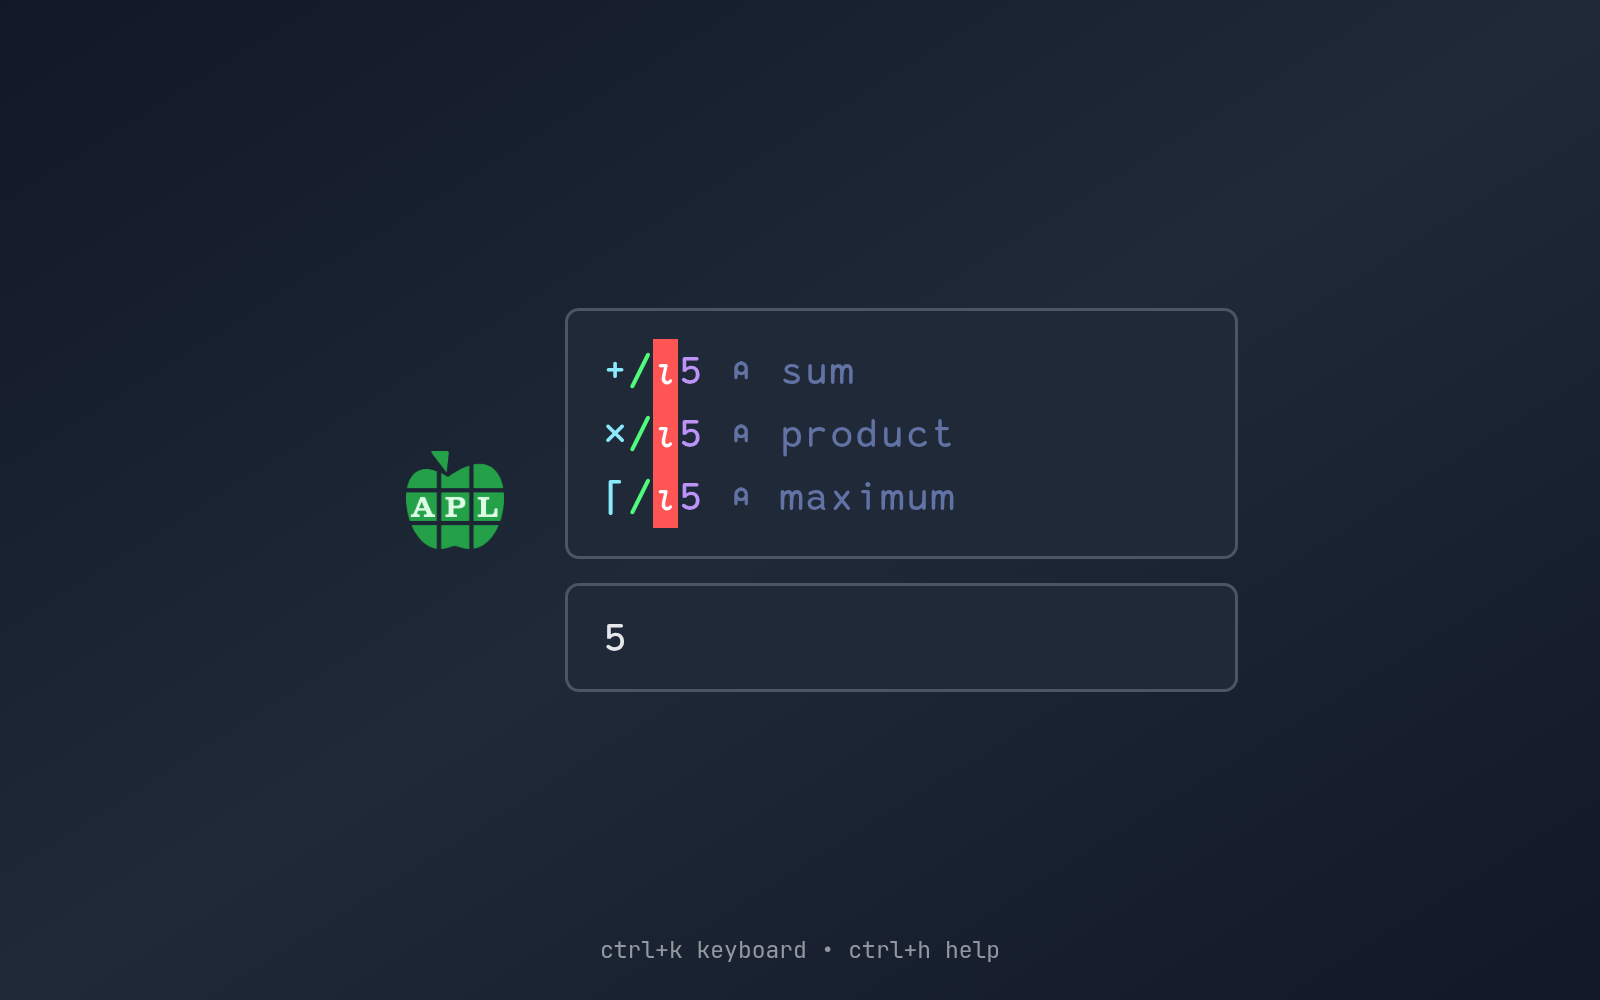 APL
+/⍳5 ⍝ sum
×/⍳5 ⍝ product
⌈/⍳5 ⍝ maximum
5
ctrl+k keyboard • ctrl+h help